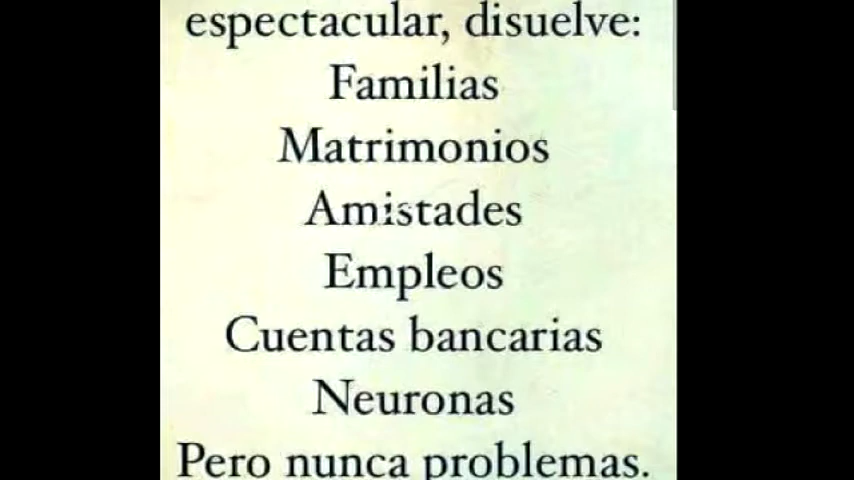 espectacular, disuelve:
Familias
Matrimonios
Amistades
Empleos
Cuentas bancarias
Neuronas
Pero nunca problemas.